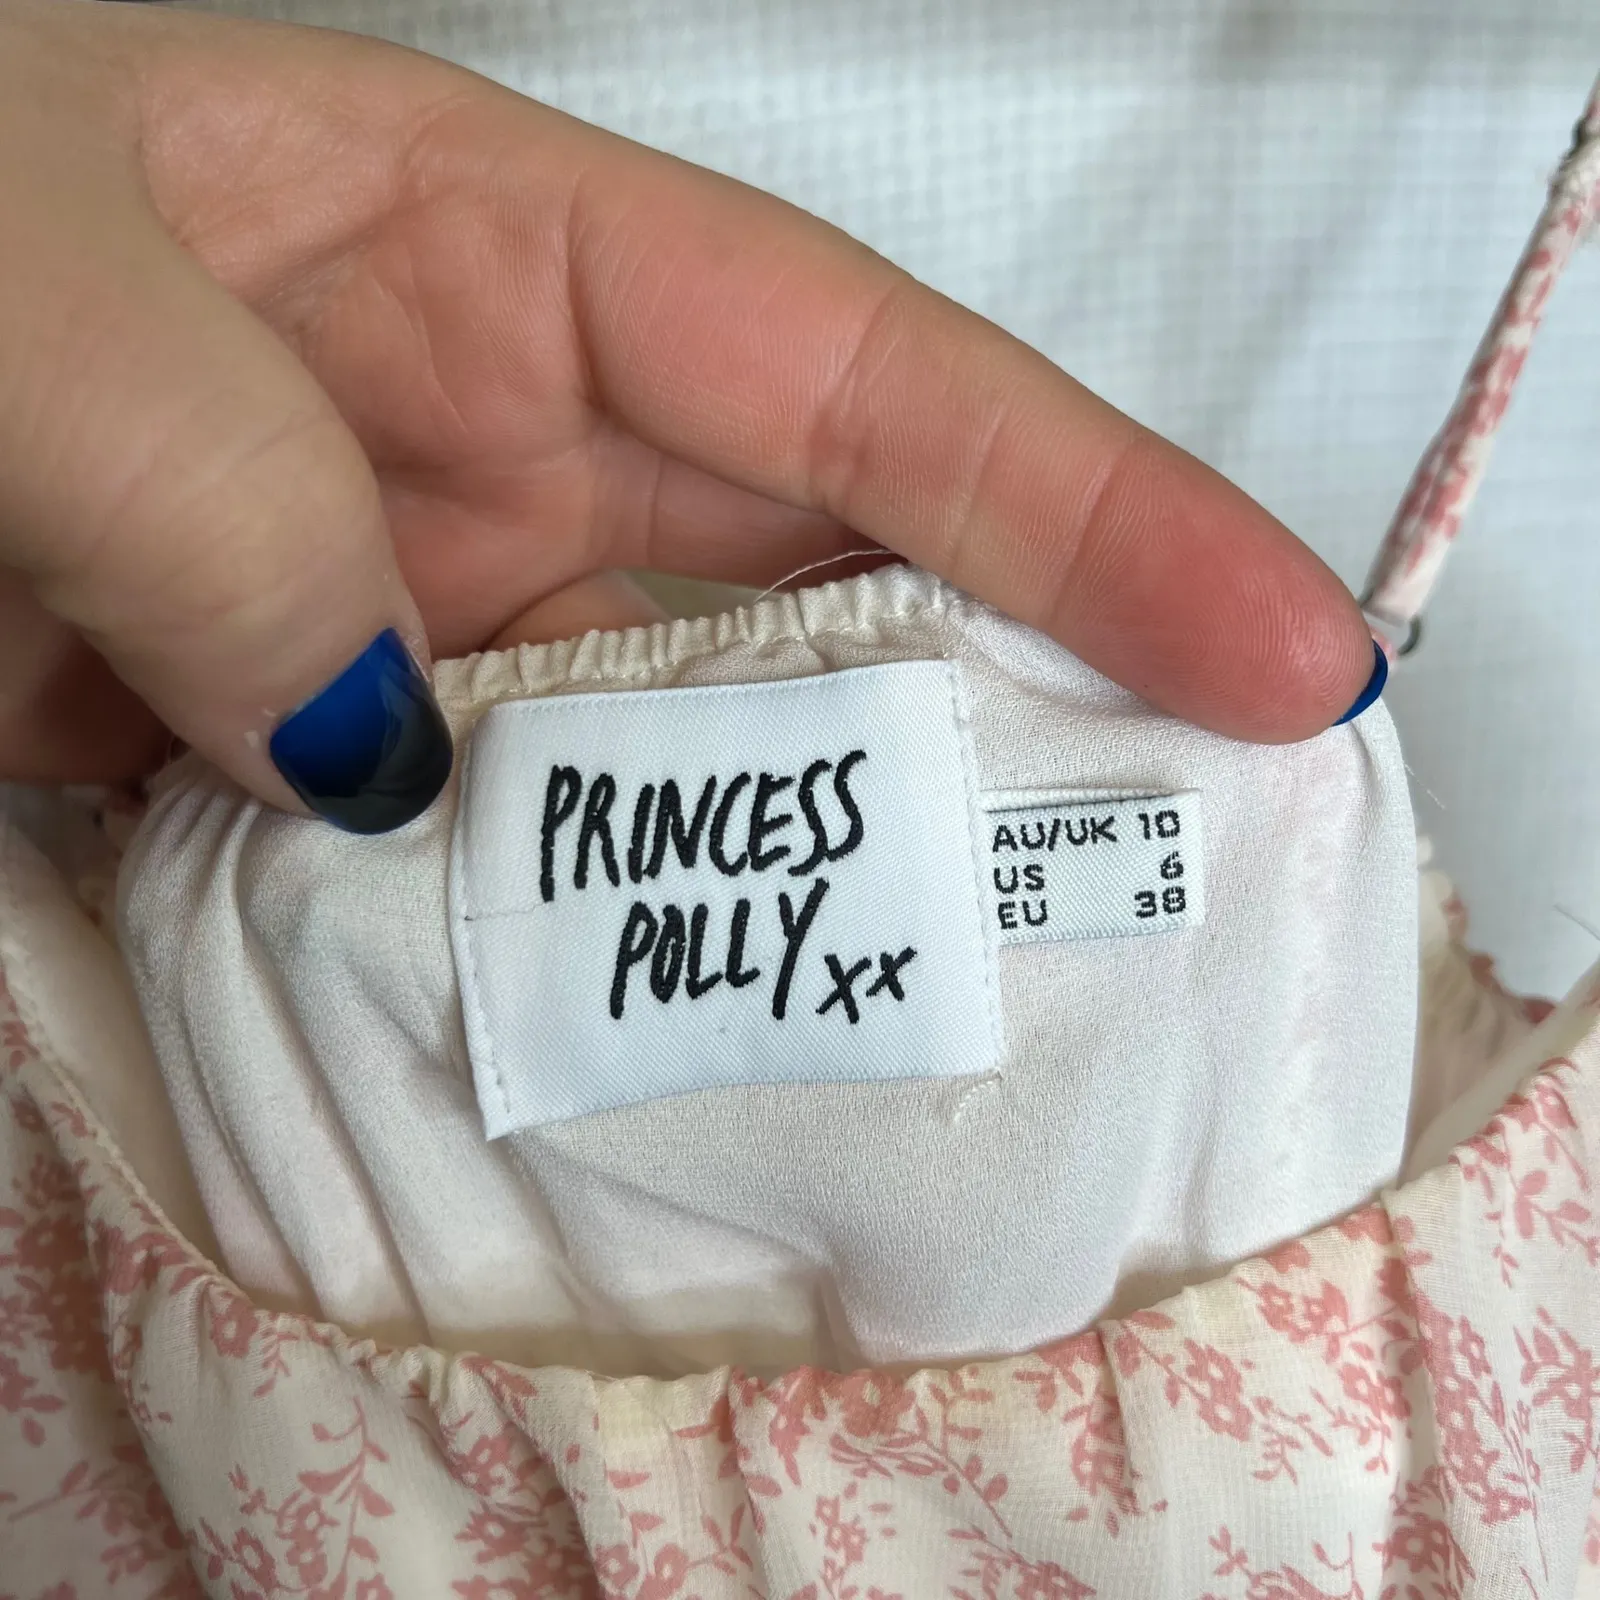 PRINCESS
POLLY xx
AU/UK 10
US 6
EU 38